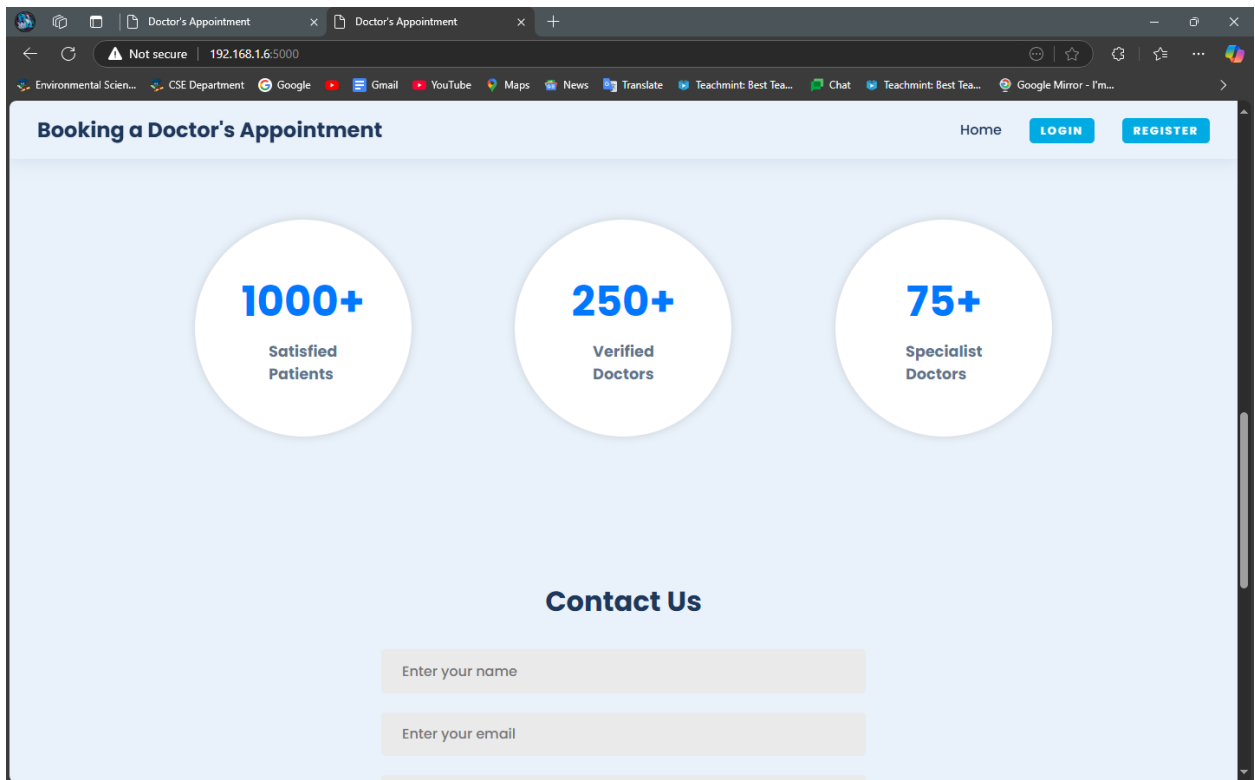 Doctor's Appointment
Doctor's Appointment
Not secure 192.168.1.6:5000
Environmental Scien... CSE Department Google Gmail YouTube Maps News Translate Teachmint: Best Tea... Chat Teachmint: Best Tea... Google Mirror - I'm...
Booking a Doctor's Appointment Home LOGIN REGISTER
1000+ 250+ 75+
Satisfied Verified Specialist
Patients Doctors Doctors
Contact Us
Enter your name
Enter your email